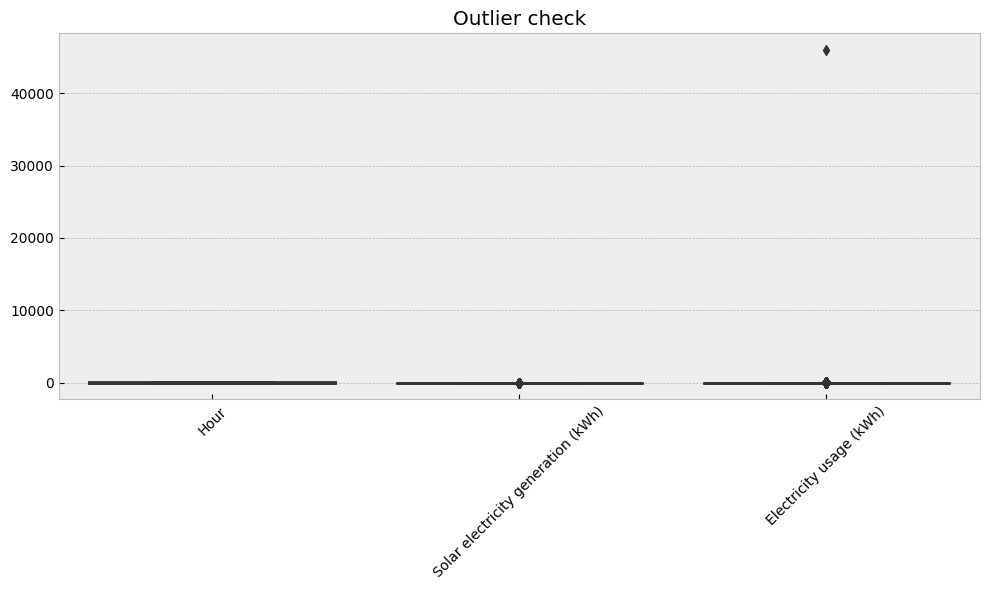 Outlier check
40000
30000
20000
10000
0
Hour
Solar electricity generation (kWh)
Electricity usage (kWh)